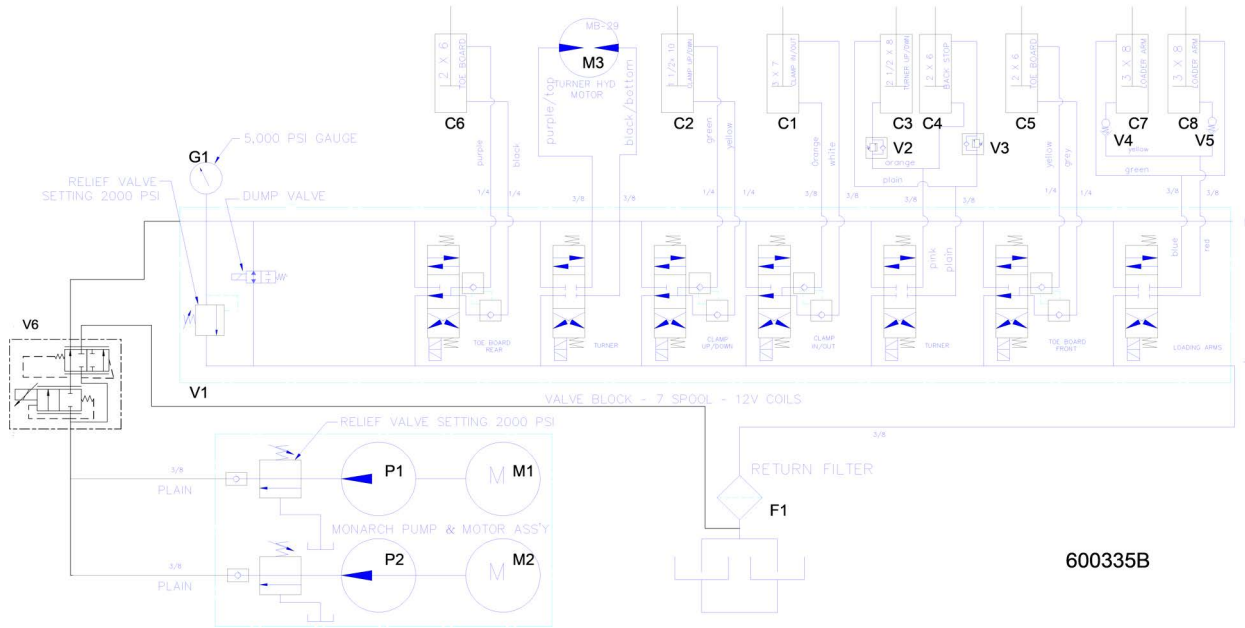 MB-29
M3
TURNER HYD
MOTOR
2 X 6
TOE BOARD
C6
purple/top
black/bottom
1/2x 10
CLAMP UP/DOWN
C2
3 X 7
CLAMP IN/OUT
C1
2 1/2 X 8
TURNER UP/DWN
C3
2 X 6
BACK STOP
C4
2 X 6
TOE BOARD
C5
3 X 8
LOADER ARM
C7
3 X 8
LOADER ARM
C8
V2
V3
V4
V5
5,000 PSI GAUGE
G1
RELIEF VALVE
SETTING 2000 PSI
DUMP VALVE
purple
black
green
yellow
Orange
white
orange
plain
yellow
grey
yellow
green
1/4
1/4
3/8
3/8
1/4
1/4
3/8
3/8
3/8
3/8
1/4
1/4
3/8
3/8
pink
plain
blue
red
V6
TOE BOARD
REAR
TURNER
CLAMP
UP/DOWN
CLAMP
IN/OUT
TURNER
TOE BOARD
FRONT
LOADING ARMS
V1
VALVE BLOCK - 7 SPOOL - 12V COILS
RELIEF VALVE SETTING 2000 PSI
3/8
3/8
PLAIN
P1
M M1
RETURN FILTER
F1
MONARCH PUMP & MOTOR ASS'Y
3/8
PLAIN
P2
M M2
600335B